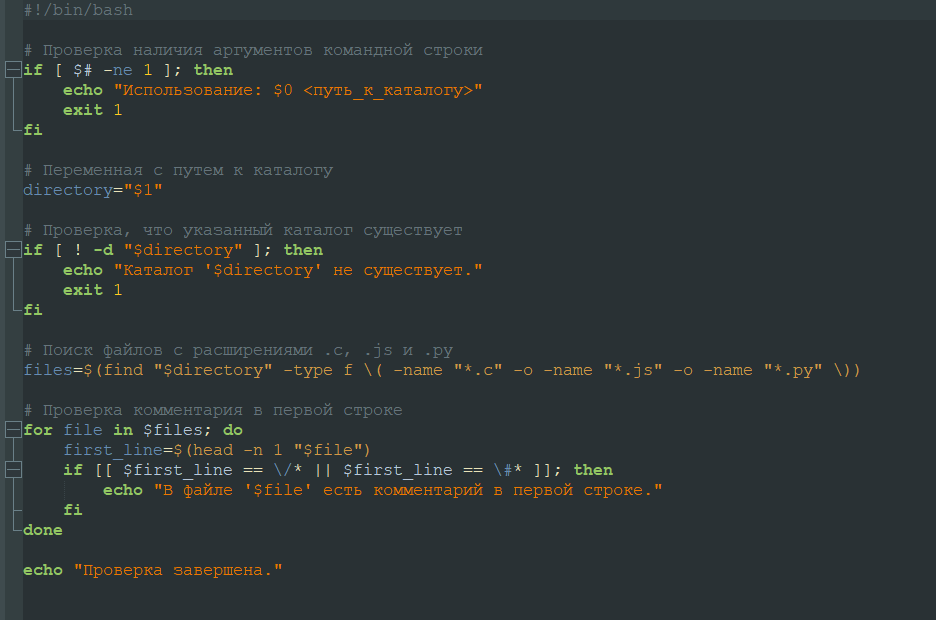 #!/bin/bash
# Проверка наличия аргументов командной строки
if [ $# -ne 1 ]; then
    echo "Использование: $0 <путь_к_каталогу>"
    exit 1
fi
# Переменная с путем к каталогу
directory="$1"
# Проверка, что указанный каталог существует
if [ ! -d "$directory" ]; then
    echo "Каталог '$directory' не существует."
    exit 1
fi
# Поиск файлов с расширениями .c, .js и .py
files=$(find "$directory" -type f \( -name "*.c" -o -name "*.js" -o -name "*.py" \))
# Проверка комментария в первой строке
for file in $files; do
    first_line=$(head -n 1 "$file")
    if [[ $first_line == \/* || $first_line == \#* ]]; then
        echo "В файле '$file' есть комментарий в первой строке."
    fi
done
echo "Проверка завершена."